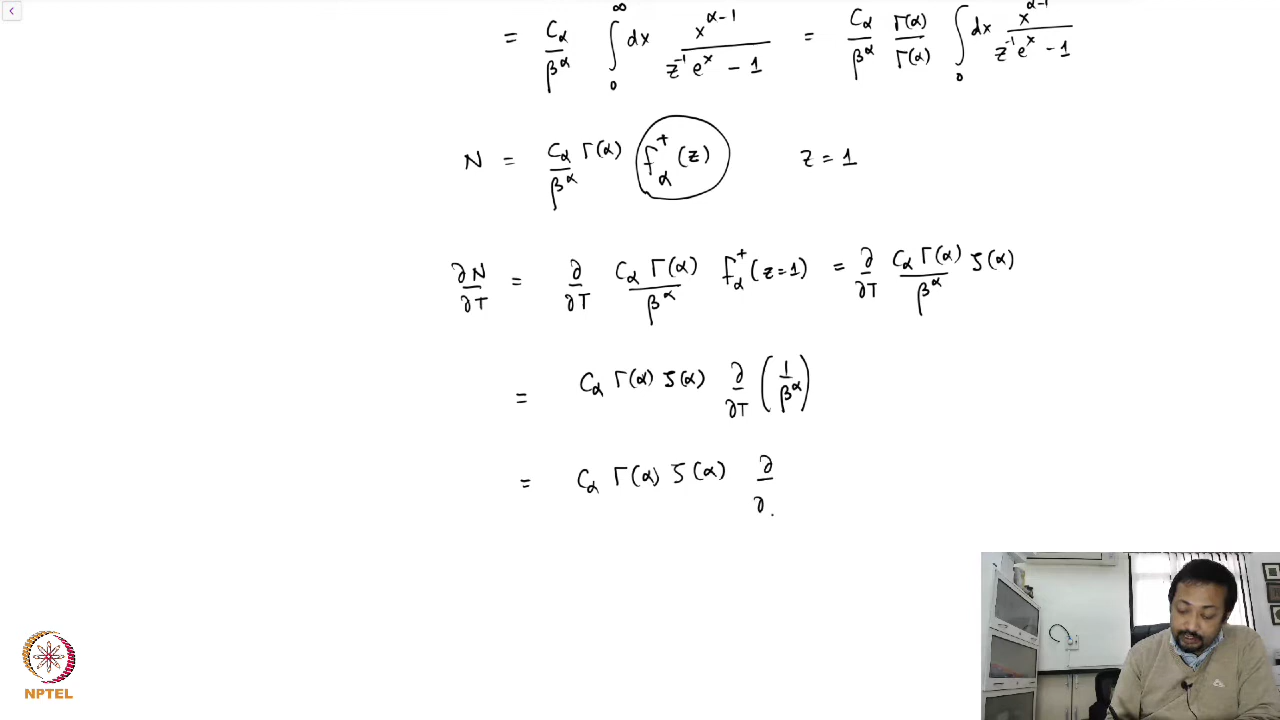 = C_α / β^α ∫_0^∞ dx x^{α-1} / (z^{-1} e^x - 1) = C_α / β^α Γ(α) / Γ(α) ∫_0 dx x^{α-1} / (z^{-1} e^x - 1)
N = C_α / β^α Γ(α) f_α^+ (z) z = 1
∂N / ∂T = ∂ / ∂T C_α Γ(α) / β^α f_α^+ (z=1) = ∂ / ∂T C_α Γ(α) / β^α ζ(α)
= C_α Γ(α) ζ(α) ∂ / ∂T (1 / β^α)
= C_α Γ(α) ζ(α) ∂ / ∂
NPTEL